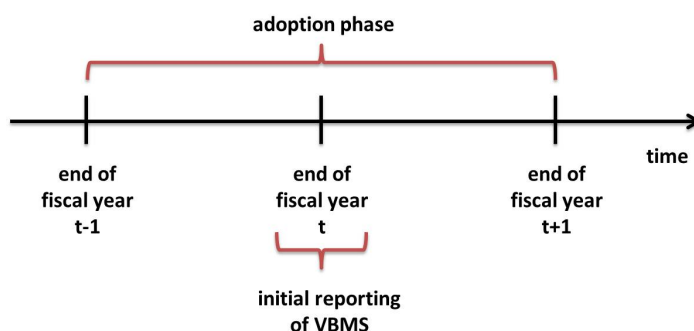 adoption phase
time
end of
fiscal year
t-1
end of
fiscal year
t
end of
fiscal year
t+1
initial reporting
of VBMS